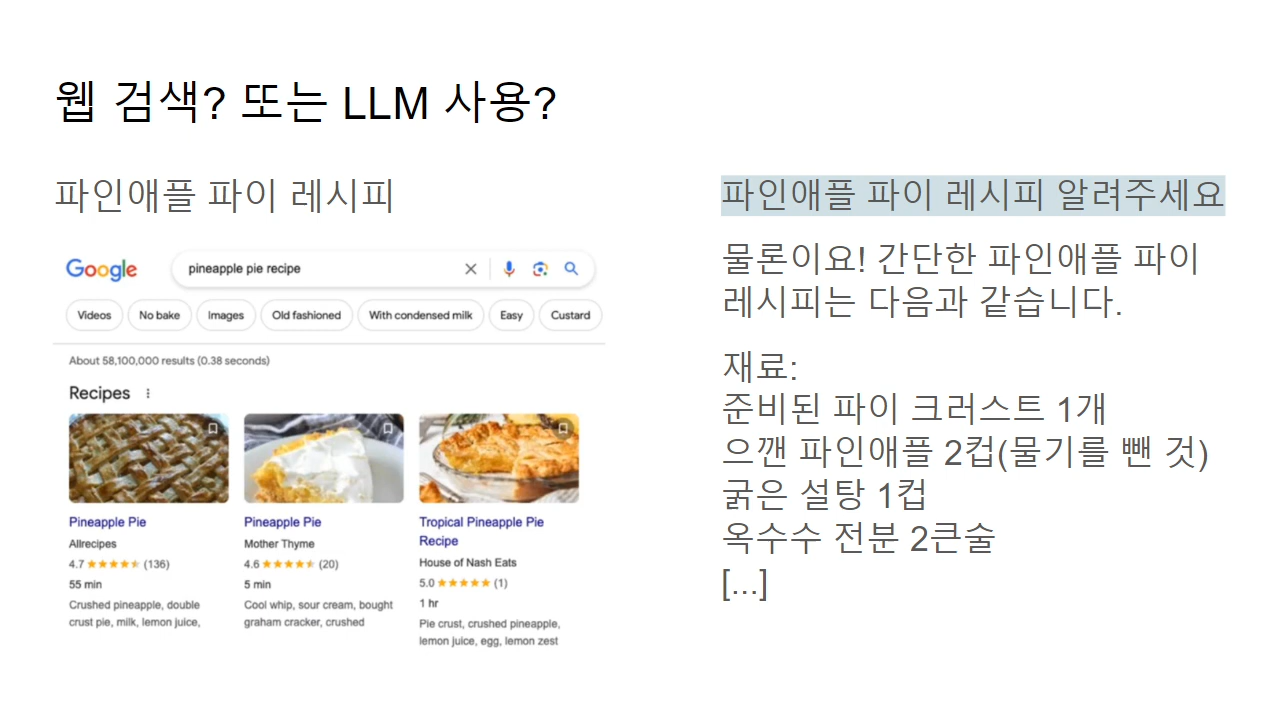 웹 검색? 또는 LLM 사용?
파인애플 파이 레시피
Google
pineapple pie recipe
Videos
No bake
Images
Old fashioned
With condensed milk
Easy
Custard
About 58,100,000 results (0.38 seconds)
Recipes
Pineapple Pie
Allrecipes
4.7 (136)
55 min
Crushed pineapple, double
crust pie, milk, lemon juice,
Pineapple Pie
Mother Thyme
4.6 (20)
5 min
Cool whip, sour cream, bought
graham cracker, crushed
Tropical Pineapple Pie
Recipe
House of Nash Eats
5.0 (1)
1 hr
Pie crust, crushed pineapple,
lemon juice, egg, lemon zest
파인애플 파이 레시피 알려주세요
물론이요! 간단한 파인애플 파이
레시피는 다음과 같습니다.
재료:
준비된 파이 크러스트 1개
으깬 파인애플 2컵(물기를 뺀 것)
굵은 설탕 1컵
옥수수 전분 2큰술
[...]